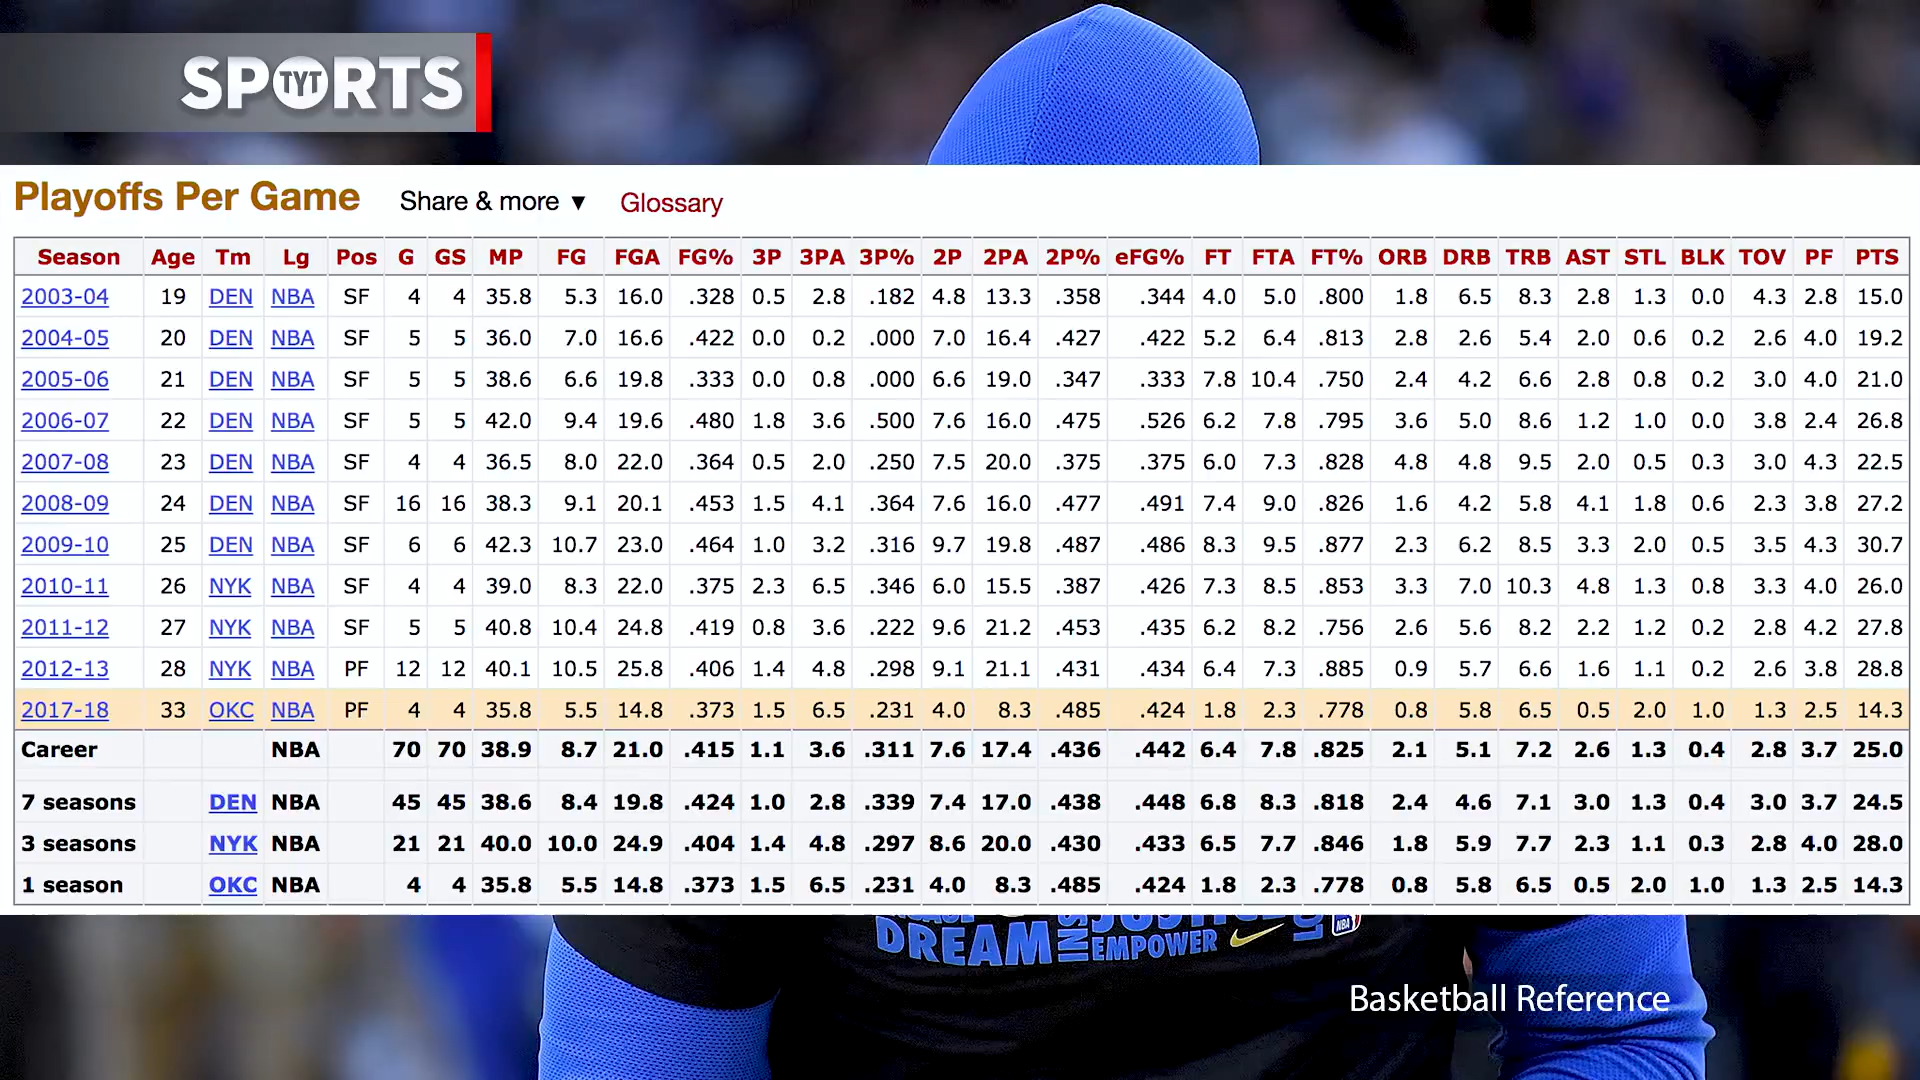 SPORTS
TYT
Playoffs Per Game Share & more ▼ Glossary
Season Age Tm Lg Pos G GS MP FG FGA FG% 3P 3PA 3P% 2P 2PA 2P% eFG% FT FTA FT% ORB DRB TRB AST STL BLK TOV PF PTS
2003-04 19 DEN NBA SF 4 4 35.8 5.3 16.0 .328 0.5 2.8 .182 4.8 13.3 .358 .344 4.0 5.0 .800 1.8 6.5 8.3 2.8 1.3 0.0 4.3 2.8 15.0
2004-05 20 DEN NBA SF 5 5 36.0 7.0 16.6 .422 0.0 0.2 .000 7.0 16.4 .427 .422 5.2 6.4 .813 2.8 2.6 5.4 2.0 0.6 0.2 2.6 4.0 19.2
2005-06 21 DEN NBA SF 5 5 38.6 6.6 19.8 .333 0.0 0.8 .000 6.6 19.0 .347 .333 7.8 10.4 .750 2.4 4.2 6.6 2.8 0.8 0.2 3.0 4.0 21.0
2006-07 22 DEN NBA SF 5 5 42.0 9.4 19.6 .480 1.8 3.6 .500 7.6 16.0 .475 .526 6.2 7.8 .795 3.6 5.0 8.6 1.2 1.0 0.0 3.8 2.4 26.8
2007-08 23 DEN NBA SF 4 4 36.5 8.0 22.0 .364 0.5 2.0 .250 7.5 20.0 .375 .375 6.0 7.3 .828 4.8 4.8 9.5 2.0 0.5 0.3 3.0 4.3 22.5
2008-09 24 DEN NBA SF 16 16 38.3 9.1 20.1 .453 1.5 4.1 .364 7.6 16.0 .477 .491 7.4 9.0 .826 1.6 4.2 5.8 4.1 1.8 0.6 2.3 3.8 27.2
2009-10 25 DEN NBA SF 6 6 42.3 10.7 23.0 .464 1.0 3.2 .316 9.7 19.8 .487 .486 8.3 9.5 .877 2.3 6.2 8.5 3.3 2.0 0.5 3.5 4.3 30.7
2010-11 26 NYK NBA SF 4 4 39.0 8.3 22.0 .375 2.3 6.5 .346 6.0 15.5 .387 .426 7.3 8.5 .853 3.3 7.0 10.3 4.8 1.3 0.8 3.3 4.0 26.0
2011-12 27 NYK NBA SF 5 5 40.8 10.4 24.8 .419 0.8 3.6 .222 9.6 21.2 .453 .435 6.2 8.2 .756 2.6 5.6 8.2 2.2 1.2 0.2 2.8 4.2 27.8
2012-13 28 NYK NBA PF 12 12 40.1 10.5 25.8 .406 1.4 4.8 .298 9.1 21.1 .431 .434 6.4 7.3 .885 0.9 5.7 6.6 1.6 1.1 0.2 2.6 3.8 28.8
2017-18 33 OKC NBA PF 4 4 35.8 5.5 14.8 .373 1.5 6.5 .231 4.0 8.3 .485 .424 1.8 2.3 .778 0.8 5.8 6.5 0.5 2.0 1.0 1.3 2.5 14.3
Career NBA 70 70 38.9 8.7 21.0 .415 1.1 3.6 .311 7.6 17.4 .436 .442 6.4 7.8 .825 2.1 5.1 7.2 2.6 1.3 0.4 2.8 3.7 25.0
7 seasons DEN NBA 45 45 38.6 8.4 19.8 .424 1.0 2.8 .339 7.4 17.0 .438 .448 6.8 8.3 .818 2.4 4.6 7.1 3.0 1.3 0.4 3.0 3.7 24.5
3 seasons NYK NBA 21 21 40.0 10.0 24.9 .404 1.4 4.8 .297 8.6 20.0 .430 .433 6.5 7.7 .846 1.8 5.9 7.7 2.3 1.1 0.3 2.8 4.0 28.0
1 season OKC NBA 4 4 35.8 5.5 14.8 .373 1.5 6.5 .231 4.0 8.3 .485 .424 1.8 2.3 .778 0.8 5.8 6.5 0.5 2.0 1.0 1.3 2.5 14.3
DREAM
EMPOWER
NBA
Basketball Reference